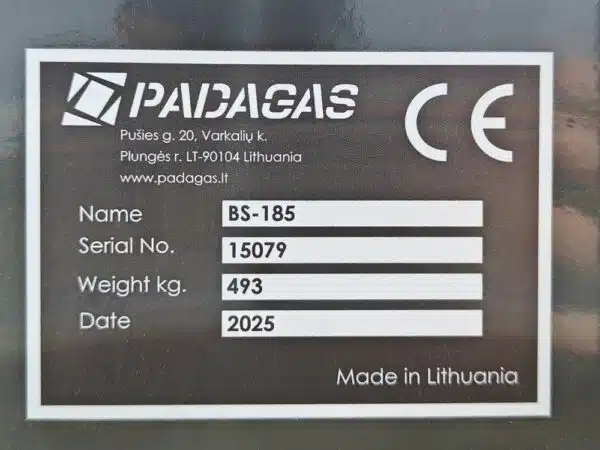 PADAGAS
CE
Pušies g. 20, Varkalių k.
Plungės r. LT-90104 Lithuania
www.padagas.lt
Name BS-185
Serial No. 15079
Weight kg. 493
Date 2025
Made in Lithuania